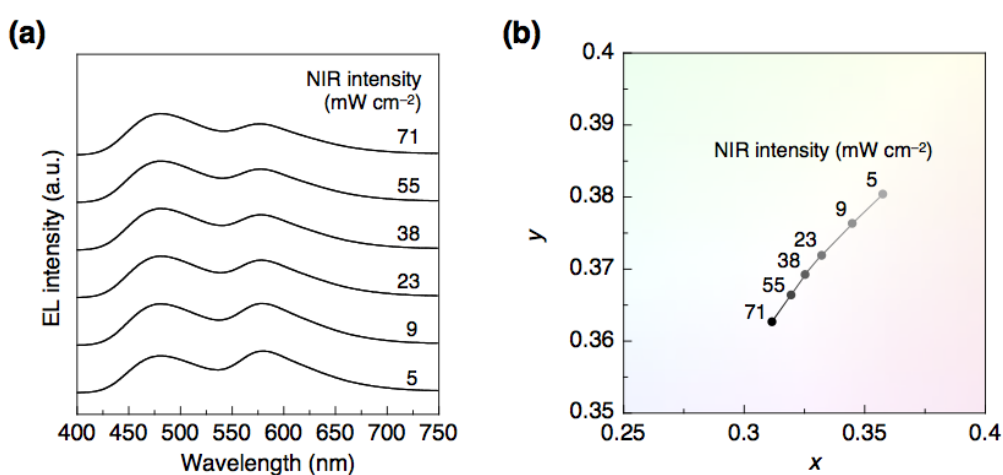 (a)
NIR intensity
(mW cm⁻²)
71
55
38
23
9
5
EL intensity (a.u.)
400 450 500 550 600 650 700 750
Wavelength (nm)
(b)
0.4
0.39
0.38
0.37
0.36
0.35
y
NIR intensity (mW cm⁻²)
5
9
23
38
55
71
0.25 0.3 0.35 0.4
x